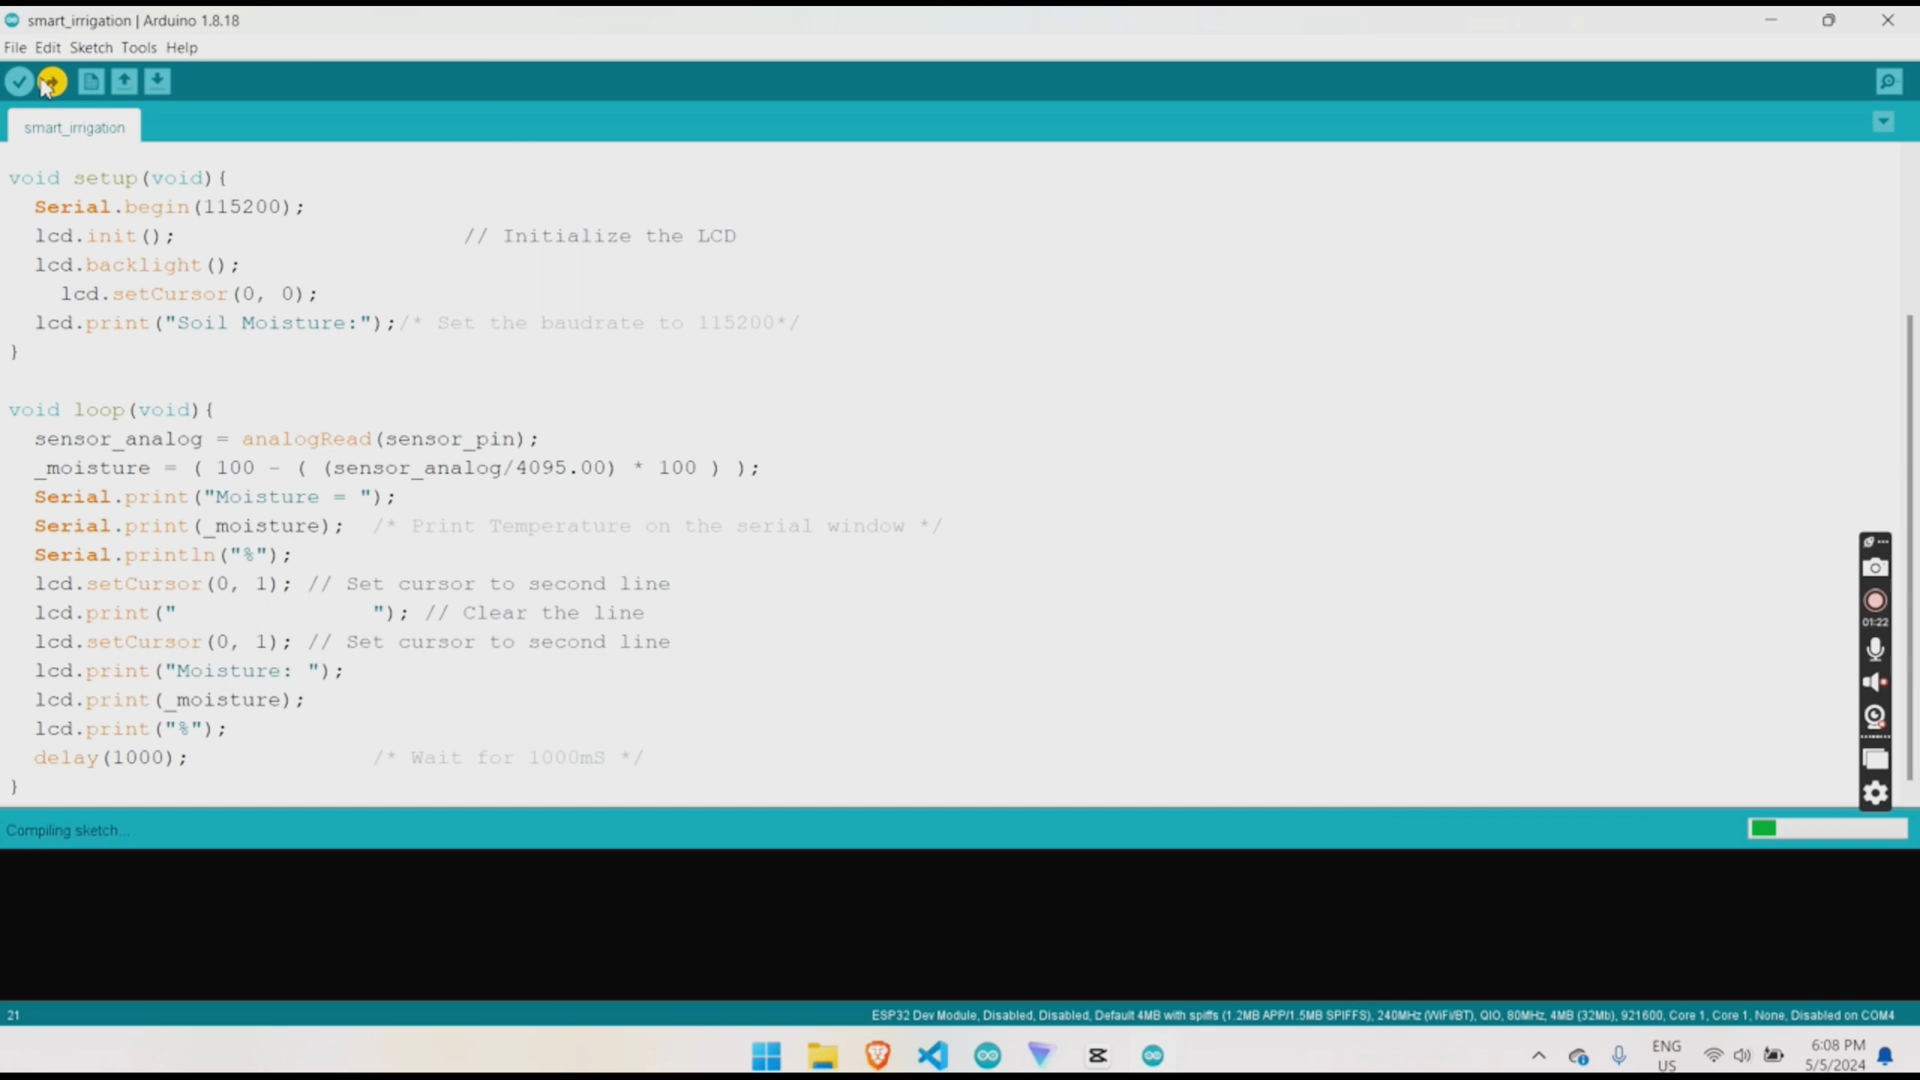 smart_irrigation | Arduino 1.8.18
File Edit Sketch Tools Help
smart_irrigation
void setup(void){
Serial.begin(115200);
lcd.init(); // Initialize the LCD
lcd.backlight();
lcd.setCursor(0, 0);
lcd.print("Soil Moisture:");/* Set the baudrate to 115200*/
}
void loop(void){
sensor_analog = analogRead(sensor_pin);
_moisture = ( 100 - ( (sensor_analog/4095.00) * 100 ) );
Serial.print("Moisture = ");
Serial.print(_moisture); /* Print Temperature on the serial window */
Serial.println("%");
lcd.setCursor(0, 1); // Set cursor to second line
lcd.print("                "); // Clear the line
lcd.setCursor(0, 1); // Set cursor to second line
lcd.print("Moisture: ");
lcd.print(_moisture);
lcd.print("%");
delay(1000); /* Wait for 1000mS */
}
01:22
Compiling sketch...
21
ESP32 Dev Module, Disabled, Disabled, Default 4MB with spiffs (1.2MB APP/1.5MB SPIFFS), 240MHz (WiFi/BT), QIO, 80MHz, 4MB (32Mb), 921600, Core 1, Core 1, None, Disabled on COM4
ENG
US
6:08 PM
5/5/2024